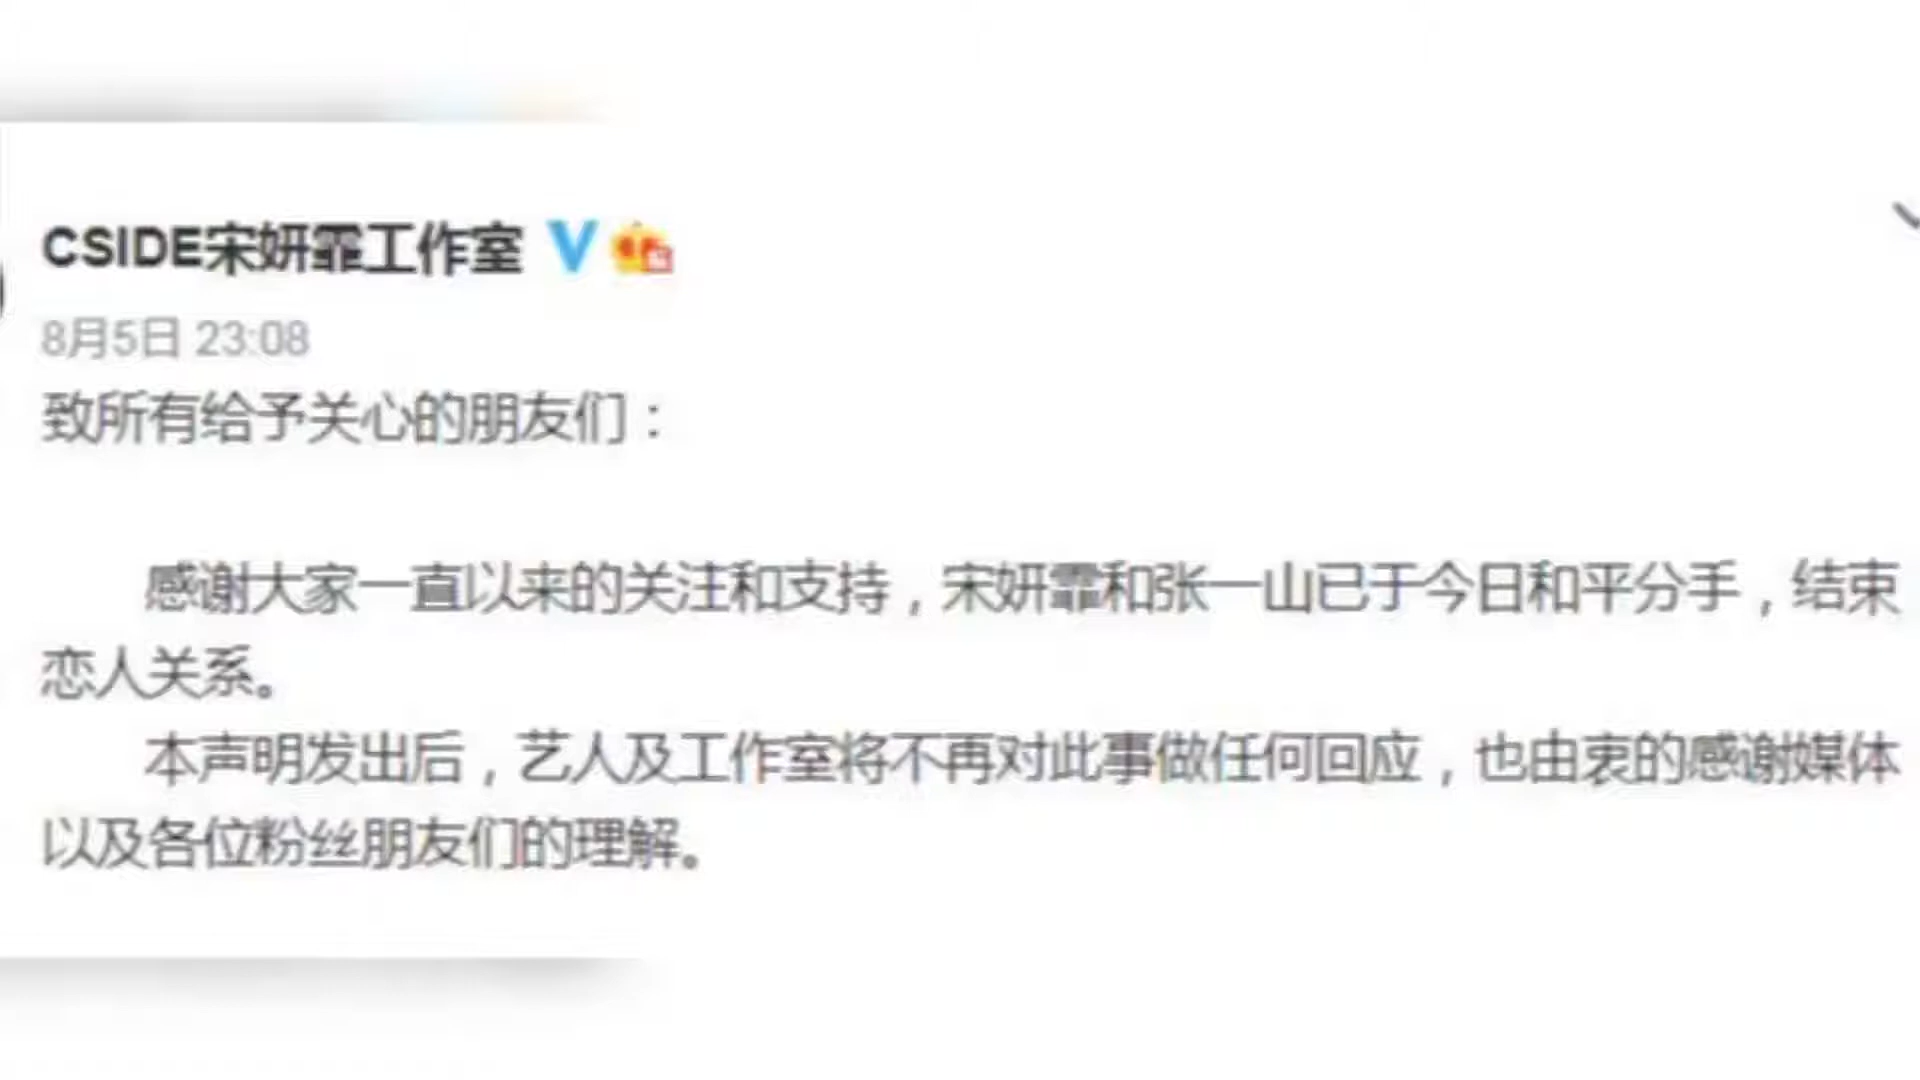 CSIDE宋妍霏工作室
8月5日 23:08
致所有给予关心的朋友们：
感谢大家一直以来的关注和支持，宋妍霏和张一山已于今日和平分手，结束
恋人关系。
本声明发出后，艺人及工作室将不再对此事做任何回应，也由衷的感谢媒体
以及各位粉丝朋友们的理解。